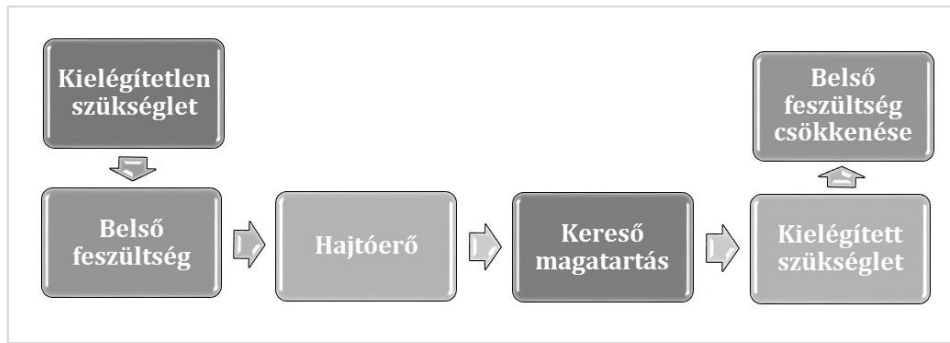 Kielégítetlen
szükséglet
Belső
feszültség
Hajtóerő
Kereső
magatartás
Kielégített
szükséglet
Belső
feszültség
csökkenése